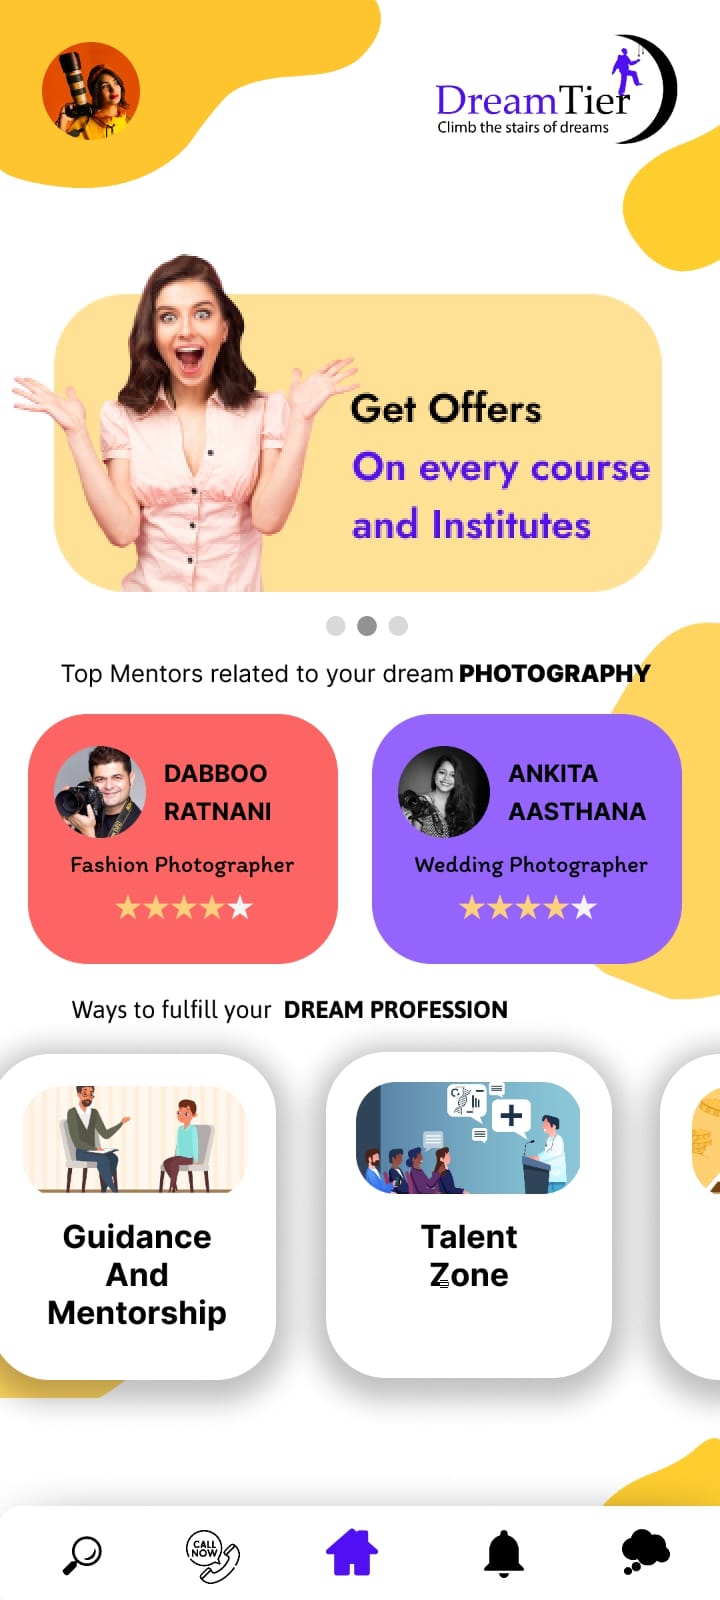 DreamTier
Climb the stairs of dreams
Get Offers
On every course
and Institutes
Top Mentors related to your dream PHOTOGRAPHY
DABBOO
RATNANI
Fashion Photographer
ANKITA
AASTHANA
Wedding Photographer
Ways to fulfill your DREAM PROFESSION
Guidance
And
Mentorship
Talent
Zone
CALL
NOW